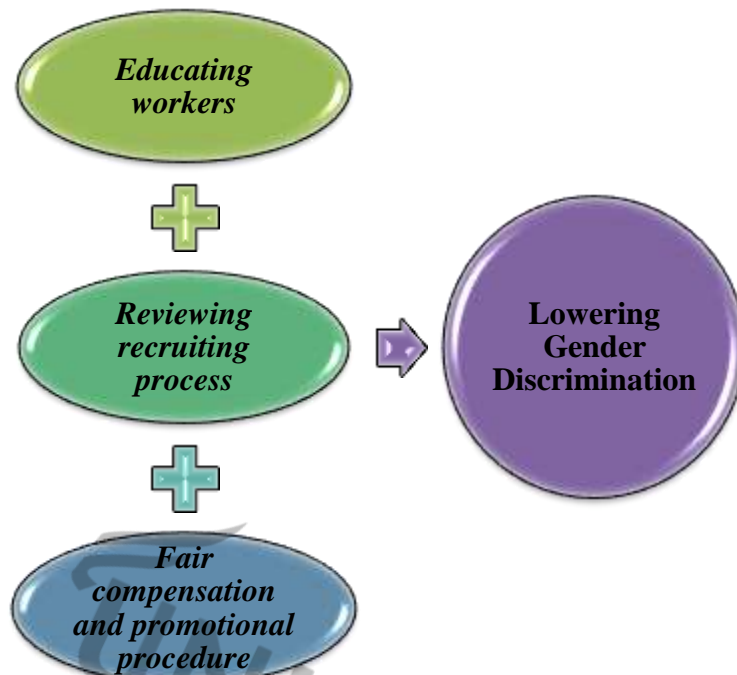 Educating
workers
Reviewing
recruiting
process
Lowering
Gender
Discrimination
Fair
compensation
and promotional
procedure